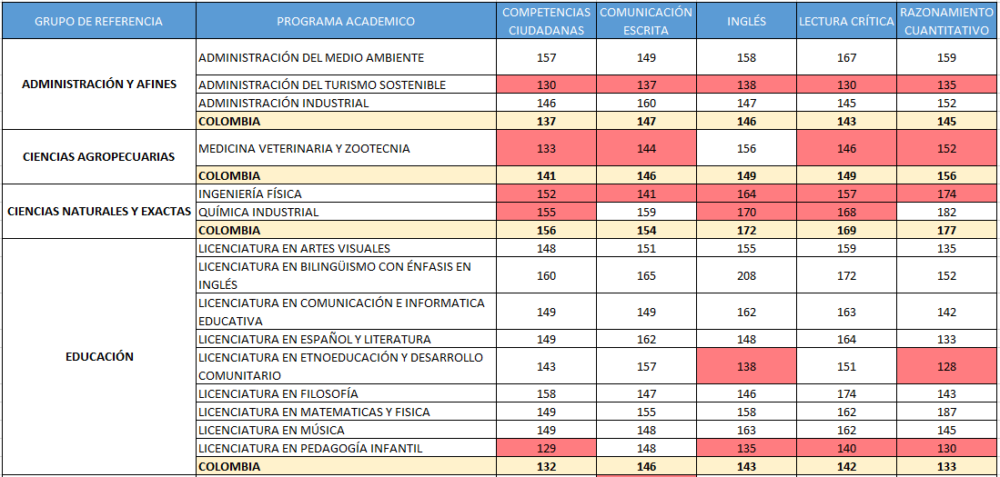 GRUPO DE REFERENCIA PROGRAMA ACADEMICO COMPETENCIAS CIUDADANAS COMUNICACIÓN ESCRITA INGLÉS LECTURA CRÍTICA RAZONAMIENTO CUANTITATIVO
ADMINISTRACIÓN Y AFINES
ADMINISTRACIÓN DEL MEDIO AMBIENTE 157 149 158 167 159
ADMINISTRACIÓN DEL TURISMO SOSTENIBLE 130 137 138 130 135
ADMINISTRACIÓN INDUSTRIAL 146 160 147 145 152
COLOMBIA 137 147 146 143 145
CIENCIAS AGROPECUARIAS
MEDICINA VETERINARIA Y ZOOTECNIA 133 144 156 146 152
COLOMBIA 141 146 149 149 156
CIENCIAS NATURALES Y EXACTAS
INGENIERÍA FÍSICA 152 141 164 157 174
QUÍMICA INDUSTRIAL 155 159 170 168 182
COLOMBIA 156 154 172 169 177
EDUCACIÓN
LICENCIATURA EN ARTES VISUALES 148 151 155 159 135
LICENCIATURA EN BILINGÜISMO CON ÉNFASIS EN
INGLÉS 160 165 208 172 152
LICENCIATURA EN COMUNICACIÓN E INFORMATICA
EDUCATIVA 149 149 162 163 142
LICENCIATURA EN ESPAÑOL Y LITERATURA 149 162 148 164 133
LICENCIATURA EN ETNOEDUCACIÓN Y DESARROLLO
COMUNITARIO 143 157 138 151 128
LICENCIATURA EN FILOSOFÍA 158 147 146 174 143
LICENCIATURA EN MATEMATICAS Y FISICA 149 155 158 162 187
LICENCIATURA EN MÚSICA 149 148 163 162 145
LICENCIATURA EN PEDAGOGÍA INFANTIL 129 148 135 140 130
COLOMBIA 132 146 143 142 133